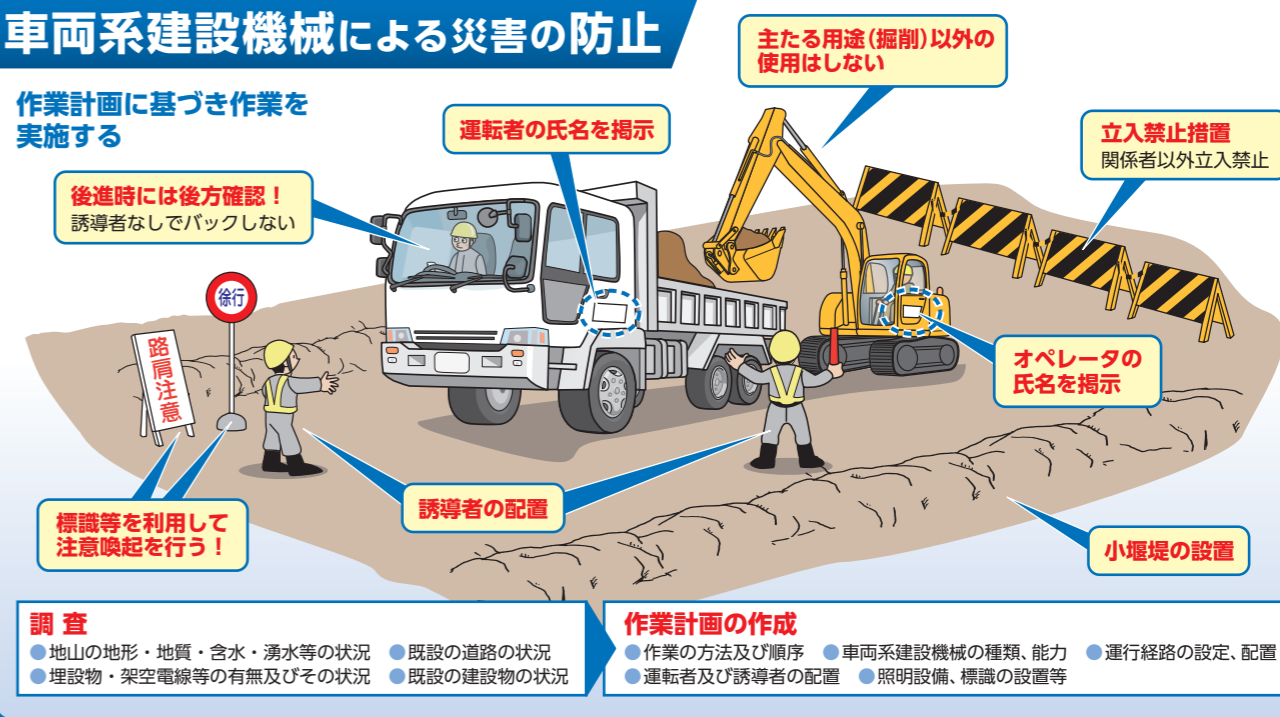 車両系建設機械による災害の防止
作業計画に基づき作業を
実施する
主たる用途(掘削)以外の
使用はしない
運転者の氏名を掲示
立入禁止措置
関係者以外立入禁止
後進時には後方確認！
誘導者なしでバックしない
徐行
路肩注意
オペレータの
氏名を掲示
標識等を利用して
注意喚起を行う！
誘導者の配置
小堰堤の設置
調 査
●地山の地形・地質・含水・湧水等の状況 ●既設の道路の状況
●埋設物・架空電線等の有無及びその状況 ●既設の建設物の状況
作業計画の作成
●作業の方法及び順序 ●車両系建設機械の種類、能力 ●運行経路の設定、配置
●運転者及び誘導者の配置 ●照明設備、標識の設置等